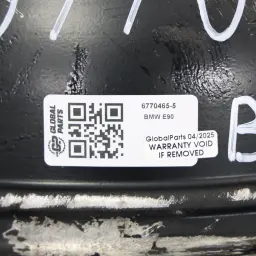 GLOBAL
PARTS
6770465-5
BMW E90
GlobalParts 04/2025
WARRANTY VOID
IF REMOVED
B